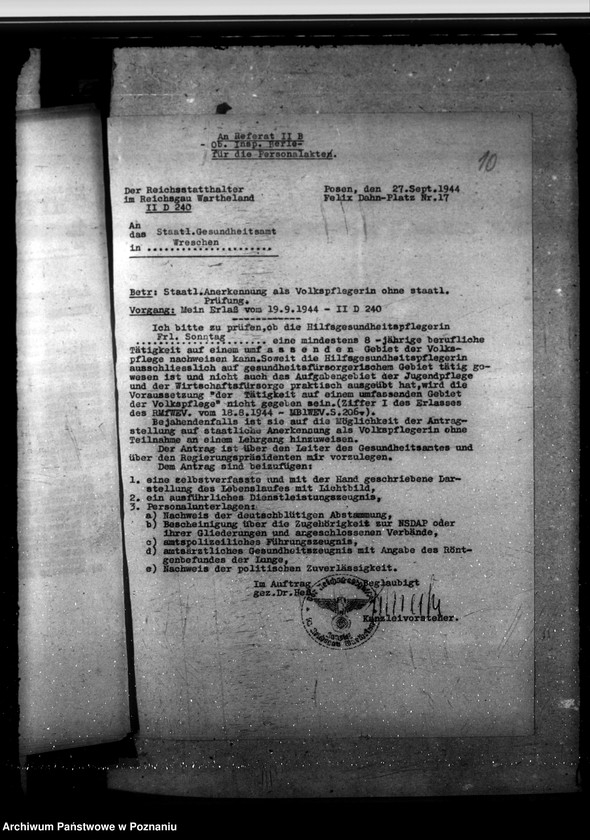 An Referat II B
- Ob. Insp. Berle-
für die Personalakten.
10
Der Reichsstatthalter
im Reichsgau Wartheland
II D 240
Posen, den 27.Sept.1944
Felix Dahn-Platz Nr.17
An
das Staatl.Gesundheitsamt
in Wreschen
Betr: Staatl.Anerkennung als Volkspflegerin ohne staatl.
Prüfung.
Vorgang: Mein Erlaß vom 19.9.1944 - II D 240
Ich bitte zu prüfen,ob die Hilfsgesundheitspflegerin
Frl. Sonntag eine mindestens 8 -jährige berufliche
Tätigkeit auf einem umf a s s e n d e n Gebiet der Volks-
pflege nachweisen kann.Soweit die Hilfsgesundheitspflegerin
ausschliesslich auf gesundheitsfürsorgerischem Gebiet tätig ge-
wesen ist und nicht auch das Aufgabengebiet der Jugendpflege
und der Wirtschaftsfürsorge praktisch ausgeübt hat,wird die
Voraussetzung "der Tätigkeit auf einem umfassenden Gebiet
der Volkspflege" nicht gegeben sein.(Ziffer I des Erlasses
des RMfWEV. vom 18.8.1944 - MBlWEV.S.206).
Bejahendenfalls ist sie auf die Möglichkeit der Antrag-
stellung auf staatliche Anerkennung als Volkspflegerin ohne
Teilnahme an einem Lehrgang hinzuweisen.
Der Antrag ist über den Leiter des Gesundheitsamtes und
über den Regierungspräsidenten mir vorzulegen.
Dem Antrag sind beizufügen:
1. eine selbstverfasste und mit der Hand geschriebene Dar-
stellung des Lebenslaufes mit Lichtbild,
2. ein ausführliches Dienstleistungszeugnis,
3. Personalunterlagen:
a) Nachweis der deutschblütigen Abstammung,
b) Bescheinigung über die Zugehörigkeit zur NSDAP oder
ihrer Gliederungen und angeschlossenen Verbände,
c) amtspolizeiliches Führungszeugnis,
d) amtsärztliches Gesundheitszeugnis mit Angabe des Rönt-
genbefundes der Lunge,
e) Nachweis der politischen Zuverlässigkeit.
Im Auftrag
gez.Dr.
Beglaubigt
Kanzleivorsteher.
Archiwum Państwowe w Poznaniu